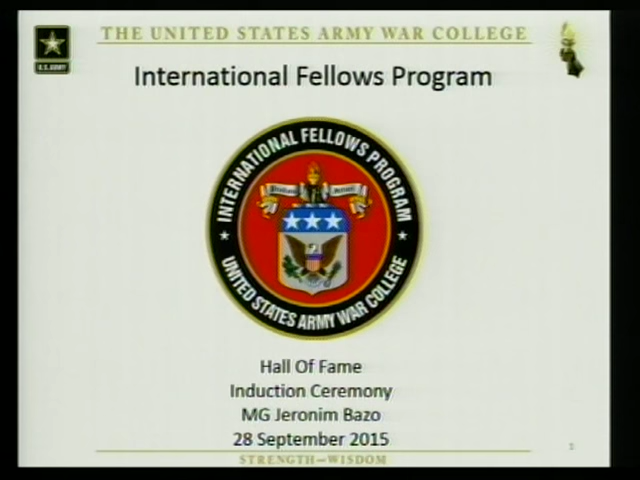 THE UNITED STATES ARMY WAR COLLEGE
U.S. ARMY
International Fellows Program
INTERNATIONAL FELLOWS PROGRAM
UNITED STATES ARMY WAR COLLEGE
Hall Of Fame
Induction Ceremony
MG Jeronim Bazo
28 September 2015
STRENGTH—WISDOM